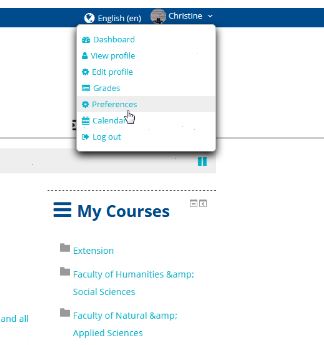 English (en) Christine
Dashboard
View profile
Edit profile
Grades
Preferences
Calendar
Log out
My Courses
Extension
Faculty of Humanities &amp;
Social Sciences
and all
Faculty of Natural &amp;
Applied Sciences